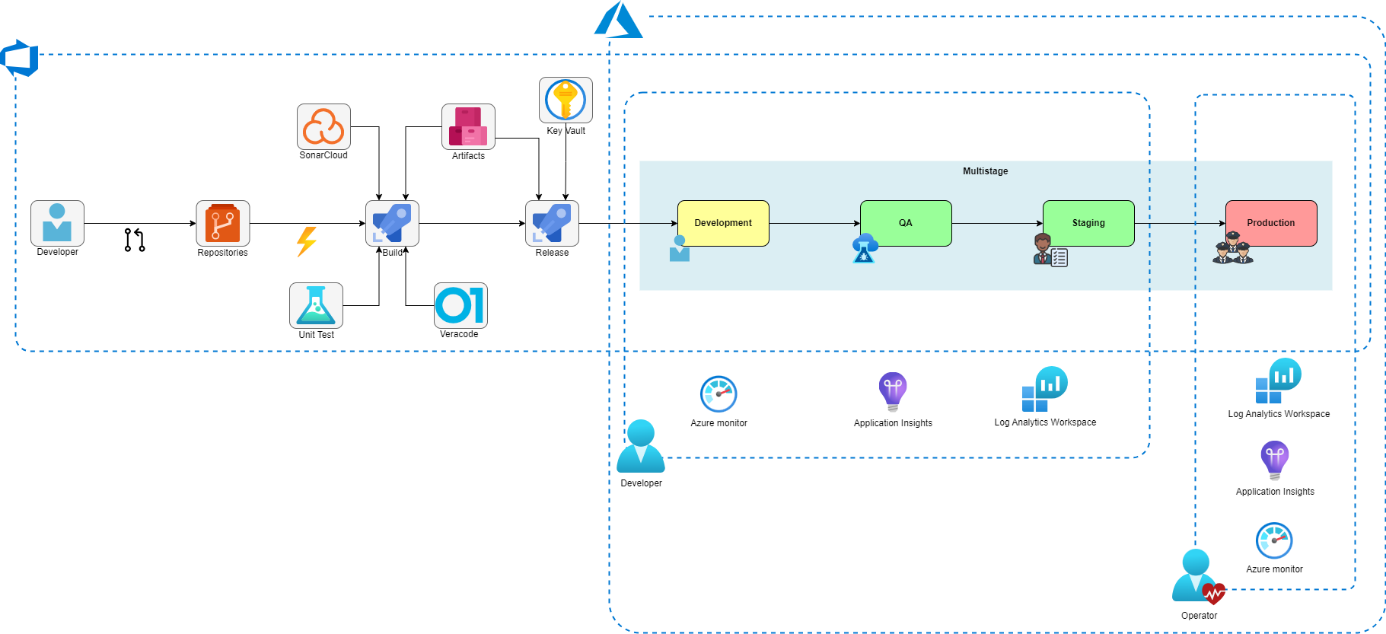 Key Vault
SonarCloud
Artifacts
Multistage
Developer
Repositories
Build
Release
Development
QA
Staging
Production
Unit Test
Veracode
Azure monitor
Application Insights
Log Analytics Workspace
Log Analytics Workspace
Developer
Application Insights
Azure monitor
Operator